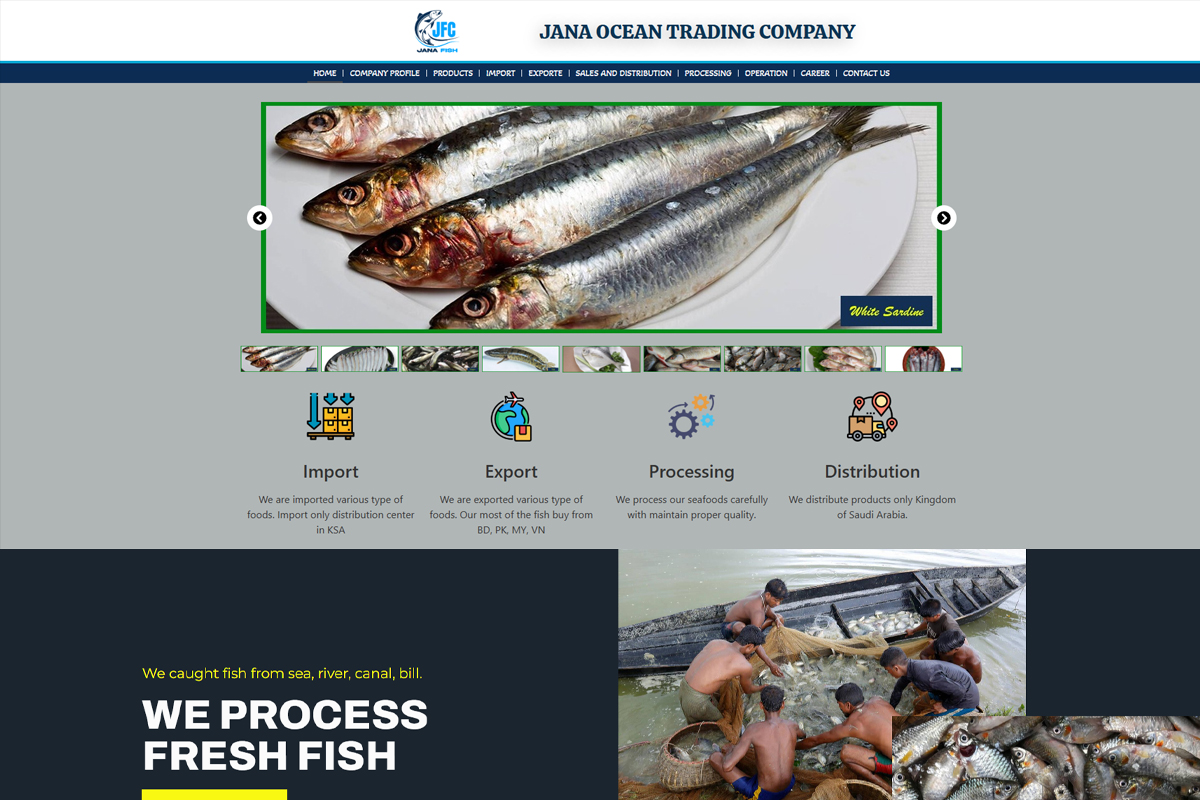 JFC
JANA FISH
JANA OCEAN TRADING COMPANY
HOME | COMPANY PROFILE | PRODUCTS | IMPORT | EXPORTE | SALES AND DISTRIBUTION | PROCESSING | OPERATION | CAREER | CONTACT US
White Sardine
Import
We are imported various type of
foods. Import only distribution center
in KSA
Export
We are exported various type of
foods. Our most of the fish buy from
BD, PK, MY, VN
Processing
We process our seafoods carefully
with maintain proper quality.
Distribution
We distribute products only Kingdom
of Saudi Arabia.
We caught fish from sea, river, canal, bill.
WE PROCESS
FRESH FISH